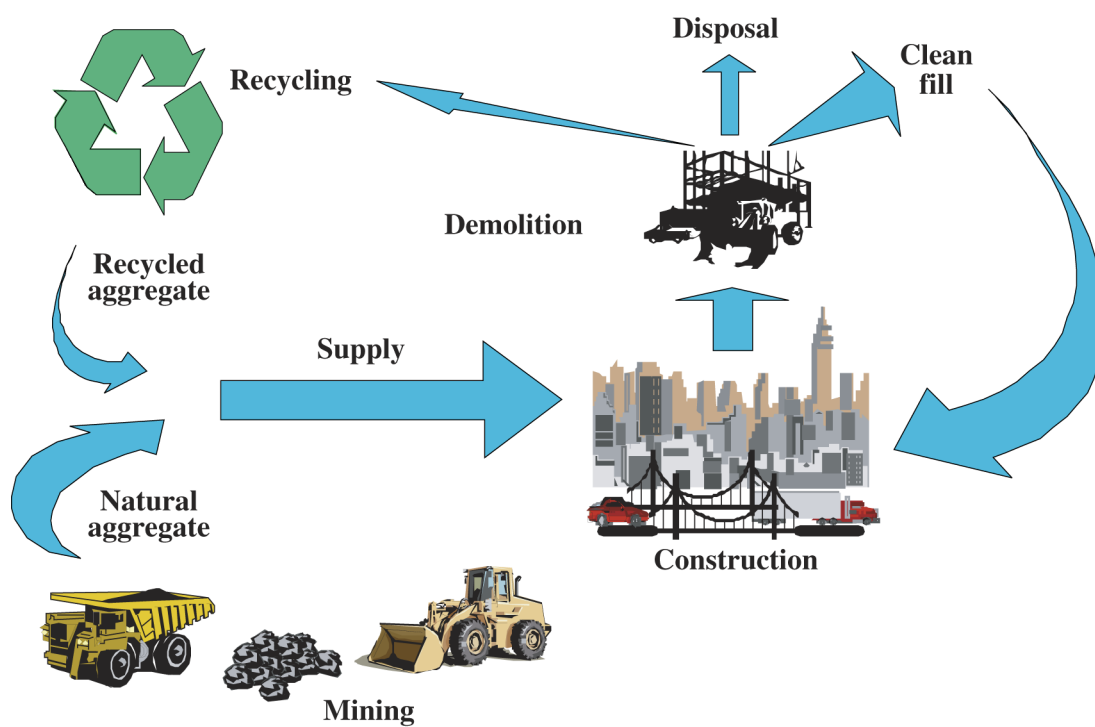 Disposal
Clean
fill
Recycling
Demolition
Recycled
aggregate
Supply
Natural
aggregate
Construction
Mining